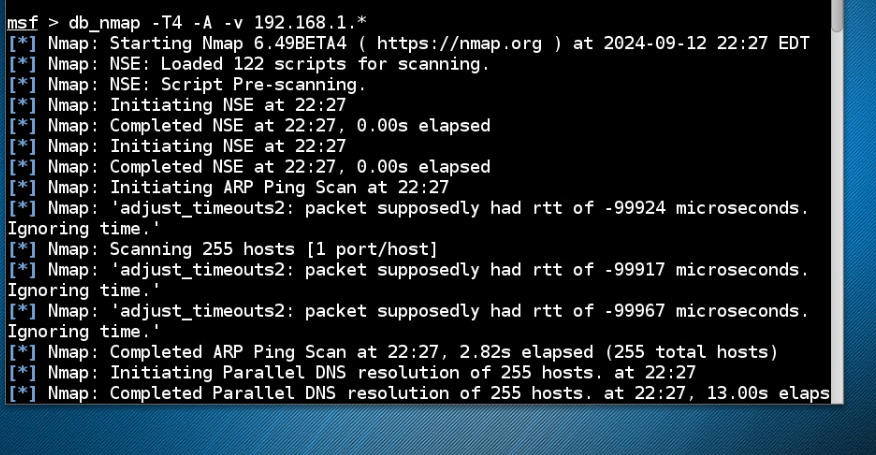 msf > db_nmap -T4 -A -v 192.168.1.*
[*] Nmap: Starting Nmap 6.49BETA4 ( https://nmap.org ) at 2024-09-12 22:27 EDT
[*] Nmap: NSE: Loaded 122 scripts for scanning.
[*] Nmap: NSE: Script Pre-scanning.
[*] Nmap: Initiating NSE at 22:27
[*] Nmap: Completed NSE at 22:27, 0.00s elapsed
[*] Nmap: Initiating NSE at 22:27
[*] Nmap: Completed NSE at 22:27, 0.00s elapsed
[*] Nmap: Initiating ARP Ping Scan at 22:27
[*] Nmap: 'adjust_timeouts2: packet supposedly had rtt of -99924 microseconds.
Ignoring time.'
[*] Nmap: Scanning 255 hosts [1 port/host]
[*] Nmap: 'adjust_timeouts2: packet supposedly had rtt of -99917 microseconds.
Ignoring time.'
[*] Nmap: 'adjust_timeouts2: packet supposedly had rtt of -99967 microseconds.
Ignoring time.'
[*] Nmap: Completed ARP Ping Scan at 22:27, 2.82s elapsed (255 total hosts)
[*] Nmap: Initiating Parallel DNS resolution of 255 hosts. at 22:27
[*] Nmap: Completed Parallel DNS resolution of 255 hosts. at 22:27, 13.00s elaps